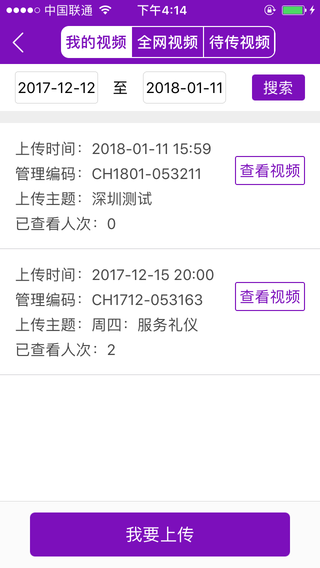 中国联通 下午4:14
我的视频 全网视频 待传视频
2017-12-12 至 2018-01-11 搜索
上传时间：2018-01-11 15:59
管理编码：CH1801-053211
查看视频
上传主题：深圳测试
已查看人次：0
上传时间：2017-12-15 20:00
管理编码：CH1712-053163
查看视频
上传主题：周四：服务礼仪
已查看人次：2
我要上传